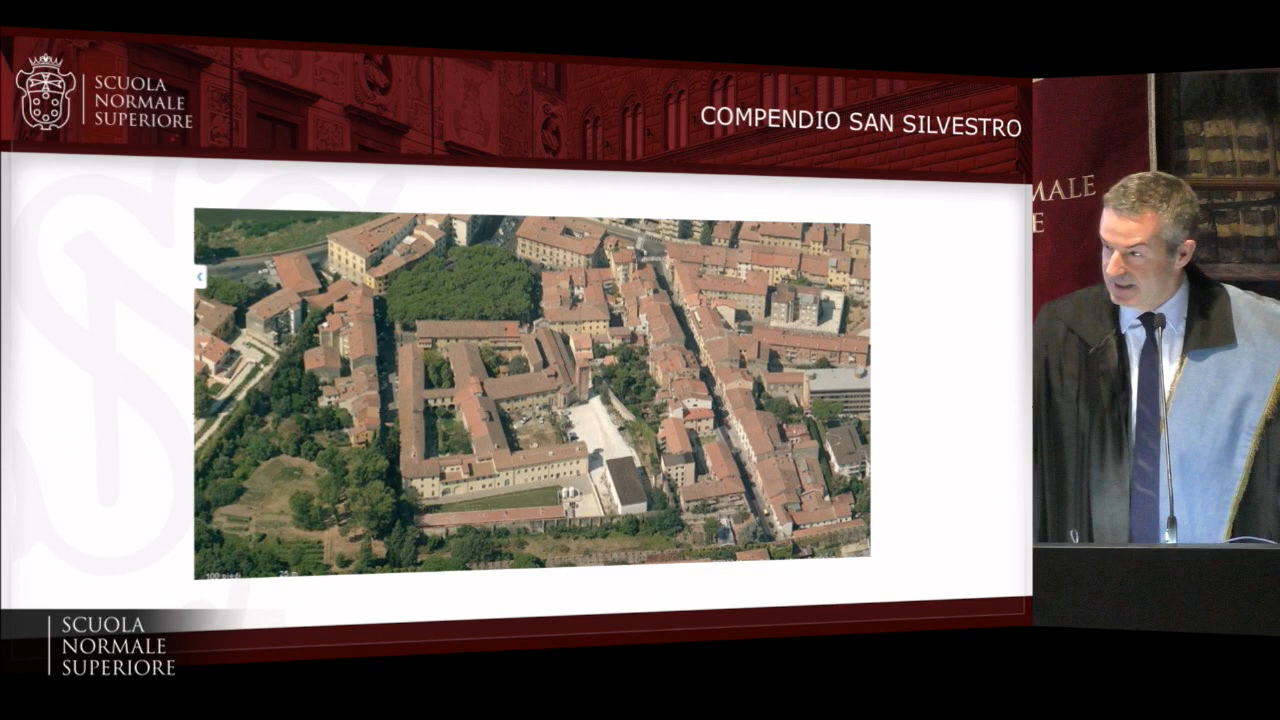 SCUOLA
NORMALE
SUPERIORE
COMPENDIO SAN SILVESTRO
MALE
E
SCUOLA
NORMALE
SUPERIORE